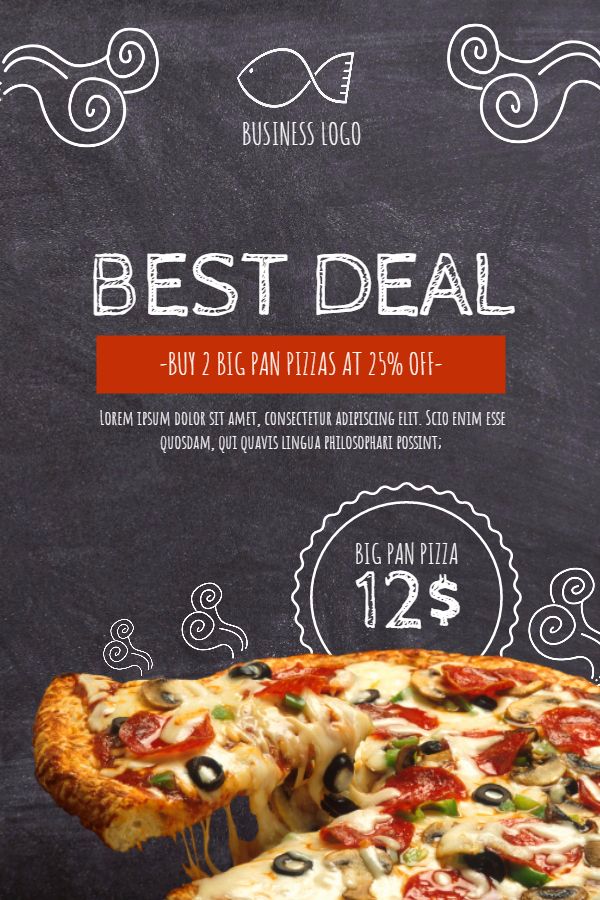 BUSINESS LOGO
BEST DEAL
-BUY 2 BIG PAN PIZZAS AT 25% OFF-
Lorem ipsum dolor sit amet, consectetur adipiscing elit. Scio enim esse
quosdam, qui quavis lingua philosophari possint;
BIG PAN PIZZA
12$